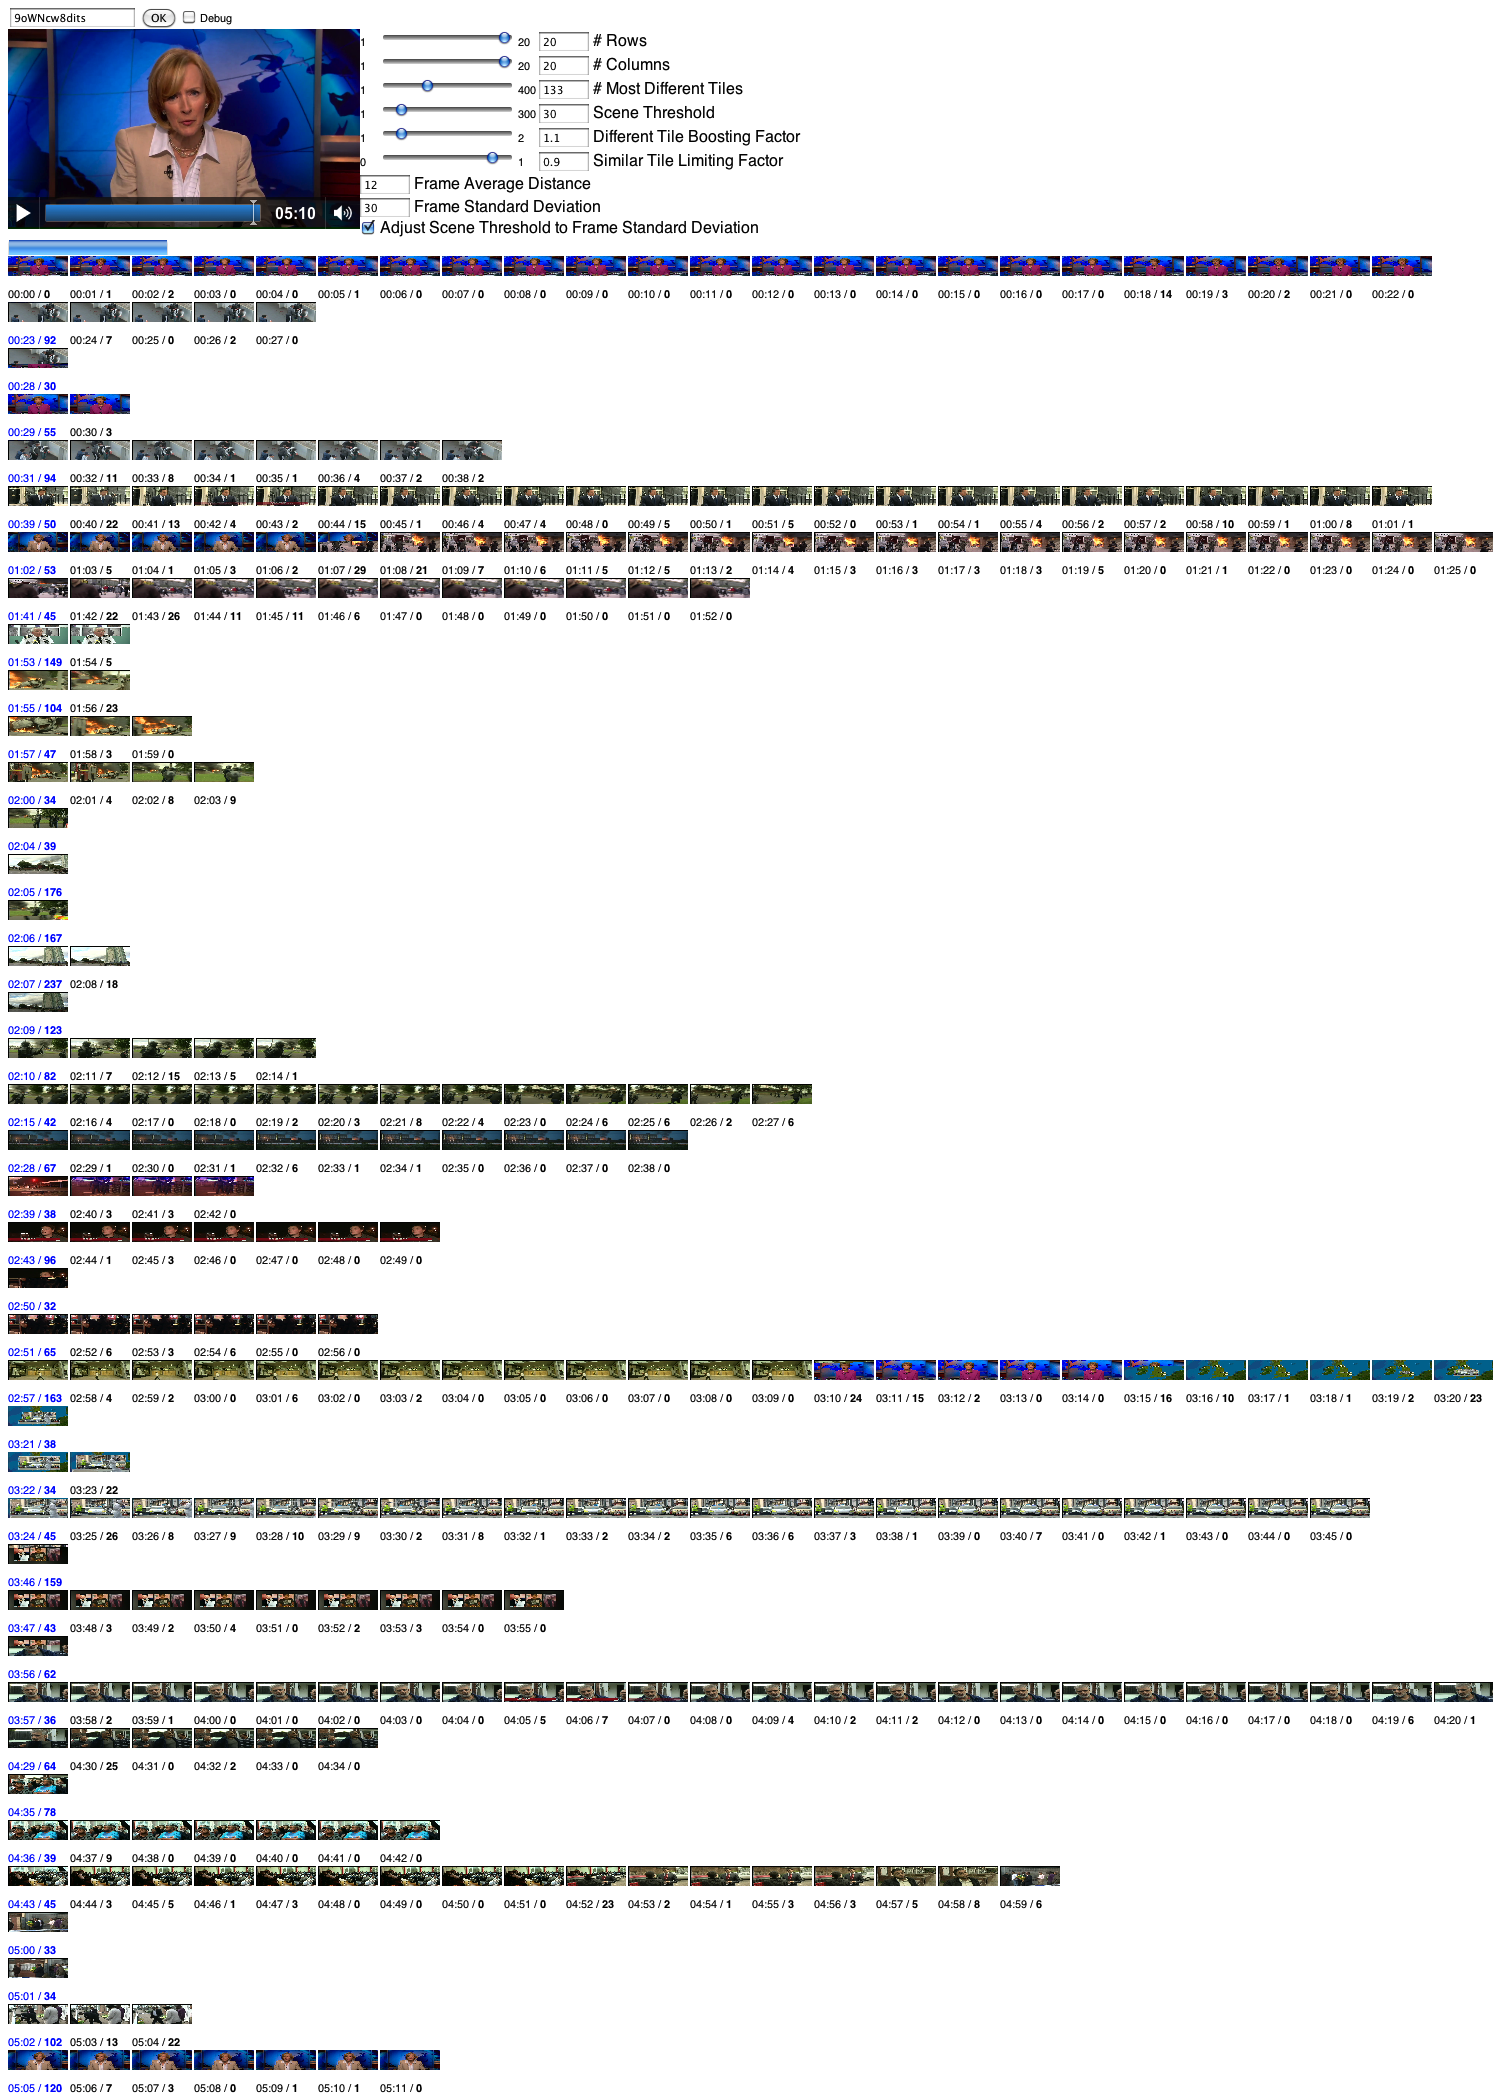 9oWNcw8dits OK Debug
1 20 20 # Rows
1 20 20 # Columns
1 400 133 # Most Different Tiles
1 300 30 Scene Threshold
1 2 1.1 Different Tile Boosting Factor
0 1 0.9 Similar Tile Limiting Factor
12 Frame Average Distance
30 Frame Standard Deviation
05:10
Adjust Scene Threshold to Frame Standard Deviation
00:00 / 0 00:01 / 1 00:02 / 2 00:03 / 0 00:04 / 0 00:05 / 1 00:06 / 0 00:07 / 0 00:08 / 0 00:09 / 0 00:10 / 0 00:11 / 0 00:12 / 0 00:13 / 0 00:14 / 0 00:15 / 0 00:16 / 0 00:17 / 0 00:18 / 14 00:19 / 3 00:20 / 2 00:21 / 0 00:22 / 0
00:23 / 92 00:24 / 7 00:25 / 0 00:26 / 2 00:27 / 0
00:28 / 30
00:29 / 55 00:30 / 3
00:31 / 94 00:32 / 11 00:33 / 8 00:34 / 1 00:35 / 1 00:36 / 4 00:37 / 2 00:38 / 2
00:39 / 50 00:40 / 22 00:41 / 13 00:42 / 4 00:43 / 2 00:44 / 15 00:45 / 1 00:46 / 4 00:47 / 4 00:48 / 0 00:49 / 5 00:50 / 1 00:51 / 5 00:52 / 0 00:53 / 1 00:54 / 1 00:55 / 4 00:56 / 2 00:57 / 2 00:58 / 10 00:59 / 1 01:00 / 8 01:01 / 1
01:02 / 53 01:03 / 5 01:04 / 1 01:05 / 3 01:06 / 2 01:07 / 29 01:08 / 21 01:09 / 7 01:10 / 6 01:11 / 5 01:12 / 5 01:13 / 2 01:14 / 4 01:15 / 3 01:16 / 3 01:17 / 3 01:18 / 3 01:19 / 5 01:20 / 0 01:21 / 1 01:22 / 0 01:23 / 0 01:24 / 0 01:25 / 0
01:41 / 45 01:42 / 22 01:43 / 26 01:44 / 11 01:45 / 11 01:46 / 6 01:47 / 0 01:48 / 0 01:49 / 0 01:50 / 0 01:51 / 0 01:52 / 0
01:53 / 149 01:54 / 5
01:55 / 104 01:56 / 23
01:57 / 47 01:58 / 3 01:59 / 0
02:00 / 34 02:01 / 4 02:02 / 8 02:03 / 9
02:04 / 39
02:05 / 176
02:06 / 167
02:07 / 237 02:08 / 18
02:09 / 123
02:10 / 82 02:11 / 7 02:12 / 15 02:13 / 5 02:14 / 1
02:15 / 42 02:16 / 4 02:17 / 0 02:18 / 0 02:19 / 2 02:20 / 3 02:21 / 8 02:22 / 4 02:23 / 0 02:24 / 6 02:25 / 6 02:26 / 2 02:27 / 6
02:28 / 67 02:29 / 1 02:30 / 0 02:31 / 1 02:32 / 6 02:33 / 1 02:34 / 1 02:35 / 0 02:36 / 0 02:37 / 0 02:38 / 0
02:39 / 38 02:40 / 3 02:41 / 3 02:42 / 0
02:43 / 96 02:44 / 1 02:45 / 3 02:46 / 0 02:47 / 0 02:48 / 0 02:49 / 0
02:50 / 32
02:51 / 65 02:52 / 6 02:53 / 3 02:54 / 6 02:55 / 0 02:56 / 0
02:57 / 163 02:58 / 4 02:59 / 2 03:00 / 0 03:01 / 6 03:02 / 0 03:03 / 2 03:04 / 0 03:05 / 0 03:06 / 0 03:07 / 0 03:08 / 0 03:09 / 0 03:10 / 24 03:11 / 15 03:12 / 2 03:13 / 0 03:14 / 0 03:15 / 16 03:16 / 10 03:17 / 1 03:18 / 1 03:19 / 2 03:20 / 23
03:21 / 38
03:22 / 34 03:23 / 22
03:24 / 45 03:25 / 26 03:26 / 8 03:27 / 9 03:28 / 10 03:29 / 9 03:30 / 2 03:31 / 8 03:32 / 1 03:33 / 2 03:34 / 2 03:35 / 6 03:36 / 6 03:37 / 3 03:38 / 1 03:39 / 0 03:40 / 7 03:41 / 0 03:42 / 1 03:43 / 0 03:44 / 0 03:45 / 0
03:46 / 159
03:47 / 43 03:48 / 3 03:49 / 2 03:50 / 4 03:51 / 0 03:52 / 2 03:53 / 3 03:54 / 0 03:55 / 0
03:56 / 62
03:57 / 36 03:58 / 2 03:59 / 1 04:00 / 0 04:01 / 0 04:02 / 0 04:03 / 0 04:04 / 0 04:05 / 5 04:06 / 7 04:07 / 0 04:08 / 0 04:09 / 4 04:10 / 2 04:11 / 2 04:12 / 0 04:13 / 0 04:14 / 0 04:15 / 0 04:16 / 0 04:17 / 0 04:18 / 0 04:19 / 6 04:20 / 1
04:29 / 64 04:30 / 25 04:31 / 0 04:32 / 2 04:33 / 0 04:34 / 0
04:35 / 78
04:36 / 39 04:37 / 9 04:38 / 0 04:39 / 0 04:40 / 0 04:41 / 0 04:42 / 0
04:43 / 45 04:44 / 3 04:45 / 5 04:46 / 1 04:47 / 3 04:48 / 0 04:49 / 0 04:50 / 0 04:51 / 0 04:52 / 23 04:53 / 2 04:54 / 1 04:55 / 3 04:56 / 3 04:57 / 5 04:58 / 8 04:59 / 6
05:00 / 33
05:01 / 34
05:02 / 102 05:03 / 13 05:04 / 22
05:05 / 120 05:06 / 7 05:07 / 3 05:08 / 0 05:09 / 1 05:10 / 1 05:11 / 0